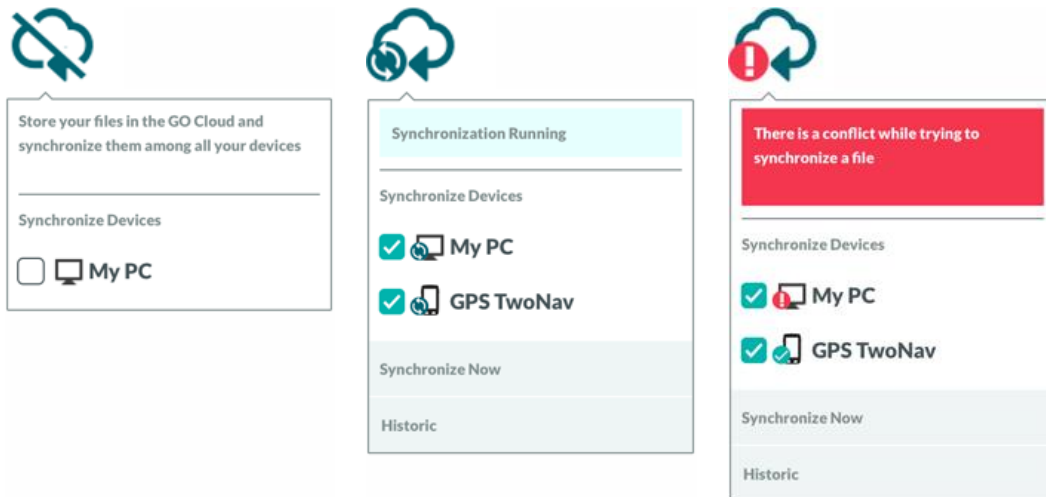 Store your files in the GO Cloud and
synchronize them among all your devices
Synchronize Devices
My PC
Synchronization Running
Synchronize Devices
My PC
GPS TwoNav
Synchronize Now
Historic
There is a conflict while trying to
synchronize a file
Synchronize Devices
My PC
GPS TwoNav
Synchronize Now
Historic